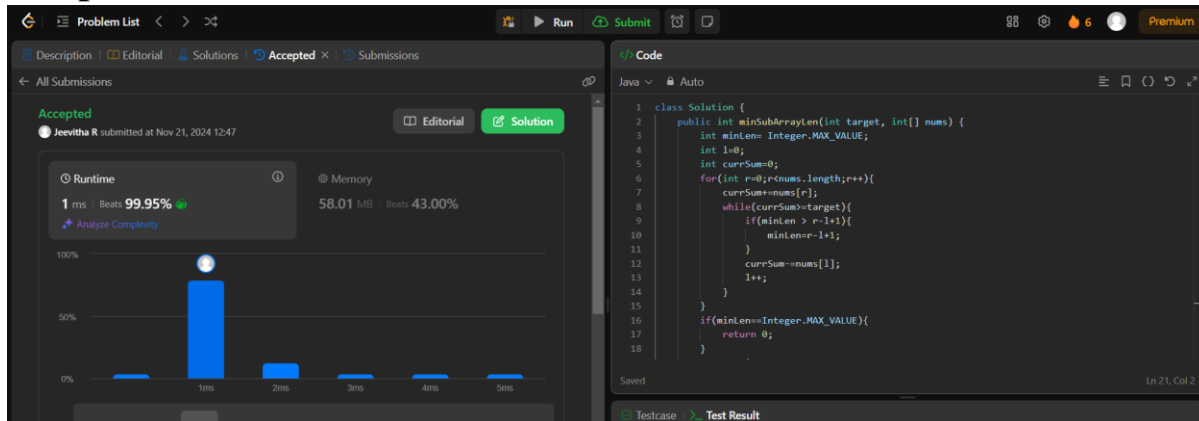 Problem List
Run
Submit
6
Premium
Description
Editorial
Solutions
Accepted
Submissions
All Submissions
Accepted
Jeevitha R submitted at Nov 21, 2024 12:47
Editorial
Solution
Runtime
1 ms Beats 99.95%
Analyze Complexity
Memory
58.01 MB Beats 43.00%
100%
50%
0%
1ms 2ms 3ms 4ms 5ms
</> Code
Java
Auto
1 class Solution {
2 public int minSubArrayLen(int target, int[] nums) {
3 int minLen= Integer.MAX_VALUE;
4 int l=0;
5 int currSum=0;
6 for(int r=0;r<nums.length;r++){
7 currSum+=nums[r];
8 while(currSum>=target){
9 if(minLen > r-l+1){
10 minLen=r-l+1;
11 }
12 currSum-=nums[l];
13 l++;
14 }
15 }
16 if(minLen==Integer.MAX_VALUE){
17 return 0;
18 }
Saved
Ln 21, Col 2
Testcase
Test Result